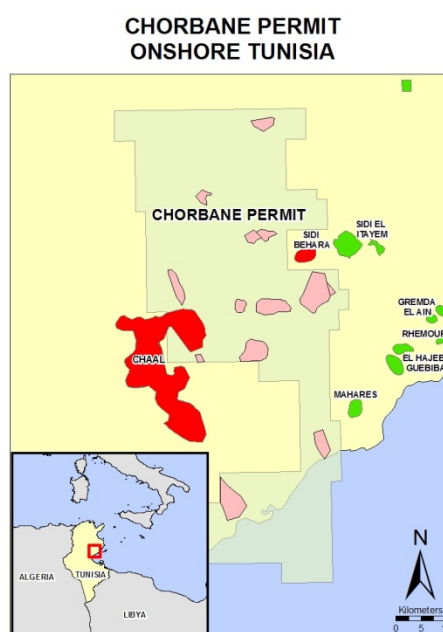 CHORBANE PERMIT
ONSHORE TUNISIA
CHORBANE PERMIT
SIDI
BEHARA
SIDI EL
ITAYEM
GREMDA
EL AIN
RHEMOUR
EL HAJEB
GUEBIBA
CHAAL
MAHARES
ALGERIA
TUNISIA
LIBYA
N
Kilometers
0 5